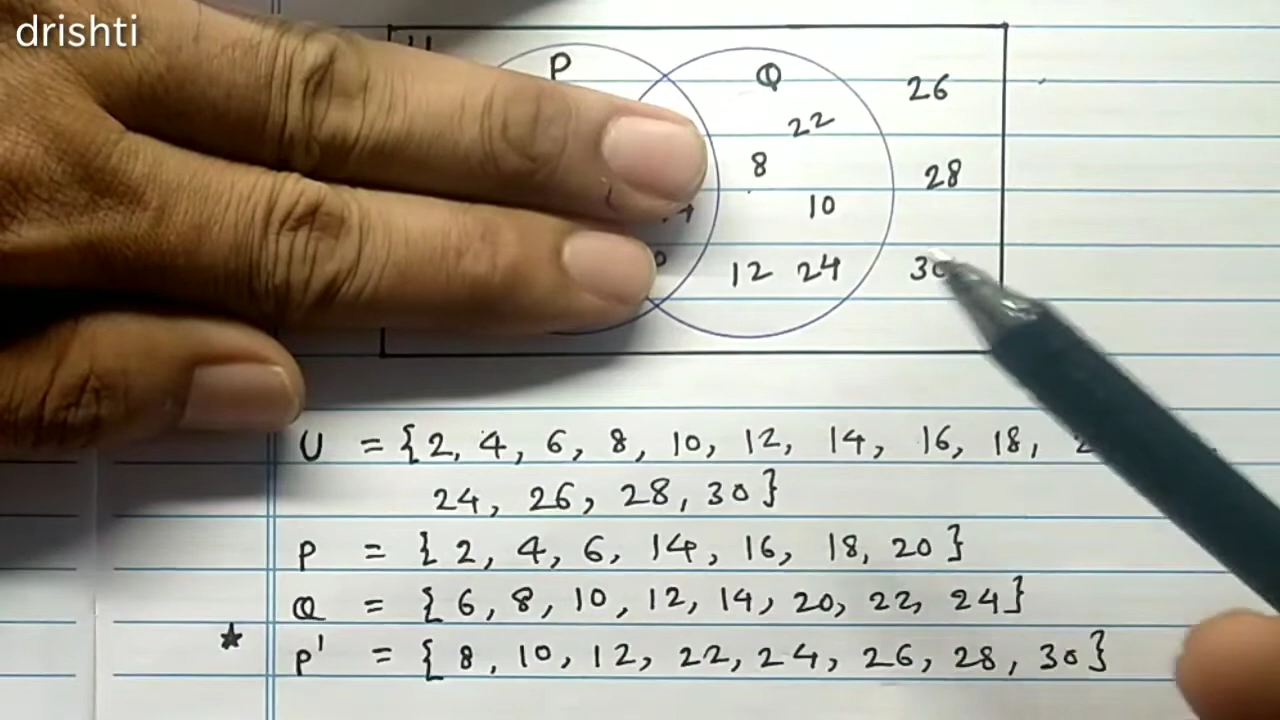 drishti
U
P
Q
26
22
8
28
10
12 24
30
U = {2, 4, 6, 8, 10, 12, 14, 16, 18,
24, 26, 28, 30}
P = {2, 4, 6, 14, 16, 18, 20}
Q = {6, 8, 10, 12, 14, 20, 22, 24}
★ P' = {8, 10, 12, 22, 24, 26, 28, 30}